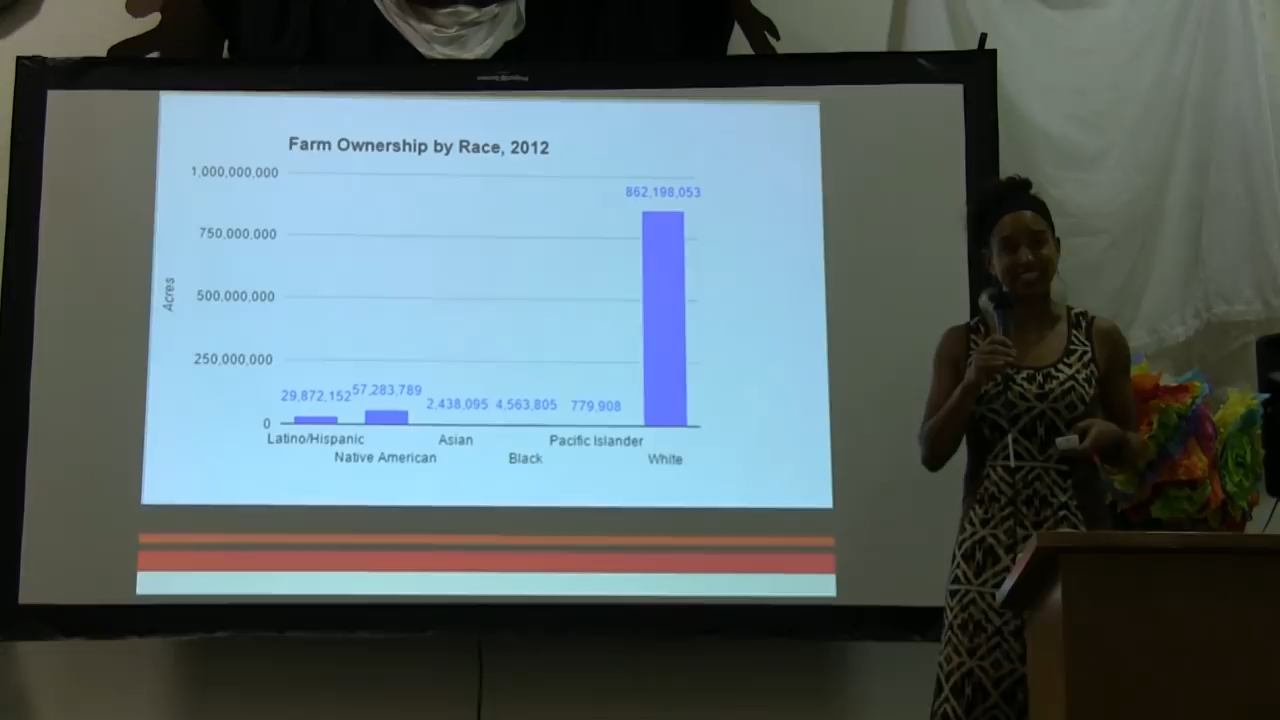 Farm Ownership by Race, 2012
1,000,000,000
862,198,053
750,000,000
Acres
500,000,000
250,000,000
29,872,152 57,283,789 2,438,095 4,563,805 779,908
0
Latino/Hispanic Asian Pacific Islander
Native American Black White